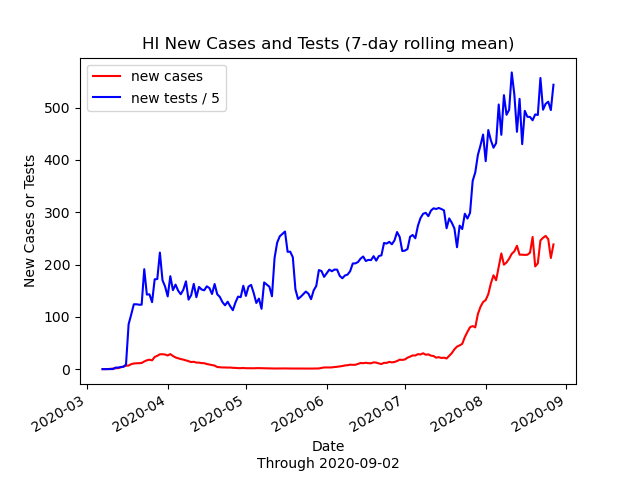 HI New Cases and Tests (7-day rolling mean)
new cases
new tests / 5
New Cases or Tests
500
400
300
200
100
0
2020-03
2020-04
2020-05
2020-06
2020-07
2020-08
2020-09
Date
Through 2020-09-02